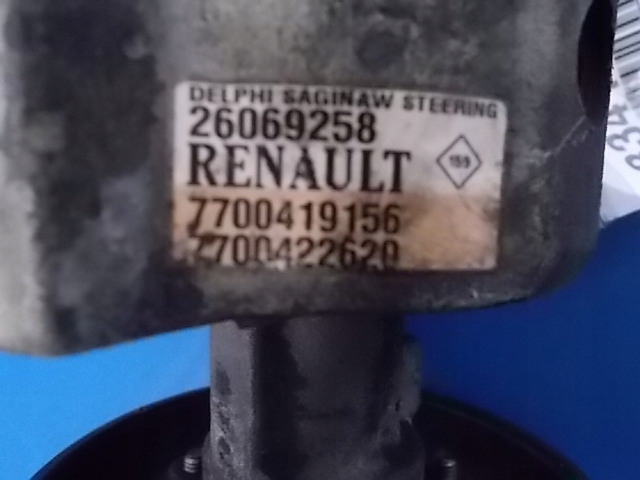 DELPHI SAGINAW STEERING
26069258
RENAULT
159
7700419156
7700422620